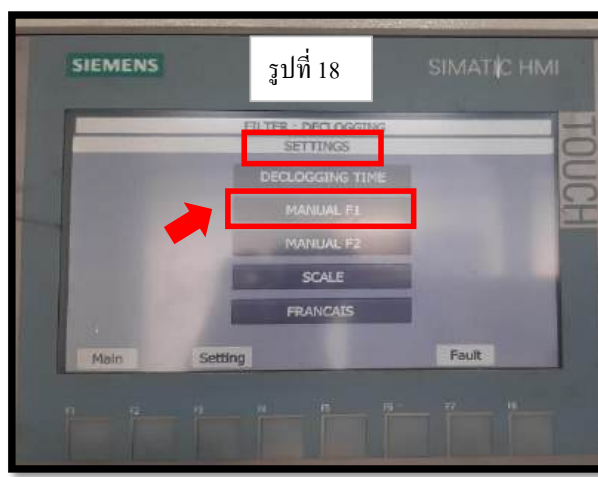 SIEMENS
รูปที่ 18
SIMATIC HMI
TOUCH
FILTER : DECLOGGING
SETTINGS
DECLOGGING TIME
MANUAL F1
MANUAL F2
SCALE
FRANCAIS
Main
Setting
Fault
F1
F2
F3
F4
F5
F6
F7
F8